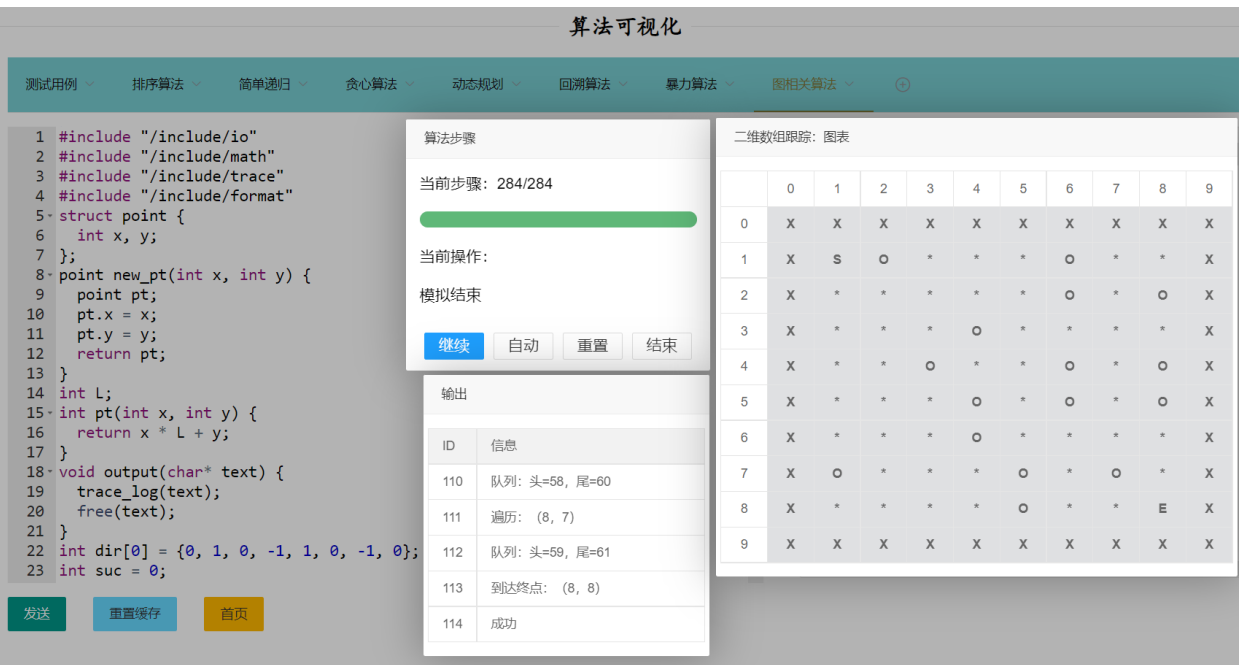 算法可视化
测试用例 排序算法 简单递归 贪心算法 动态规划 回溯算法 暴力算法 图相关算法
1 #include "/include/io"
2 #include "/include/math"
3 #include "/include/trace"
4 #include "/include/format"
5 struct point {
6 int x, y;
7 };
8 point new_pt(int x, int y) {
9 point pt;
10 pt.x = x;
11 pt.y = y;
12 return pt;
13 }
14 int L;
15 int pt(int x, int y) {
16 return x * L + y;
17 }
18 void output(char* text) {
19 trace_log(text);
20 free(text);
21 }
22 int dir[0] = {0, 1, 0, -1, 1, 0, -1, 0};
23 int suc = 0;
发送 重置缓存 首页
算法步骤
当前步骤：284/284
当前操作：
模拟结束
继续 自动 重置 结束
输出
ID 信息
110 队列：头=58，尾=60
111 遍历：（8，7）
112 队列：头=59，尾=61
113 到达终点：（8，8）
114 成功
二维数组跟踪：图表
0 1 2 3 4 5 6 7 8 9
0 X X X X X X X X X X
1 X S O * * * O * * X
2 X * * * * * O * O X
3 X * * * O * * * * X
4 X * * O * * O * O X
5 X * * * O * O * O X
6 X * * * O * * * * X
7 X O * * * O * O * X
8 X * * * * O * * E X
9 X X X X X X X X X X